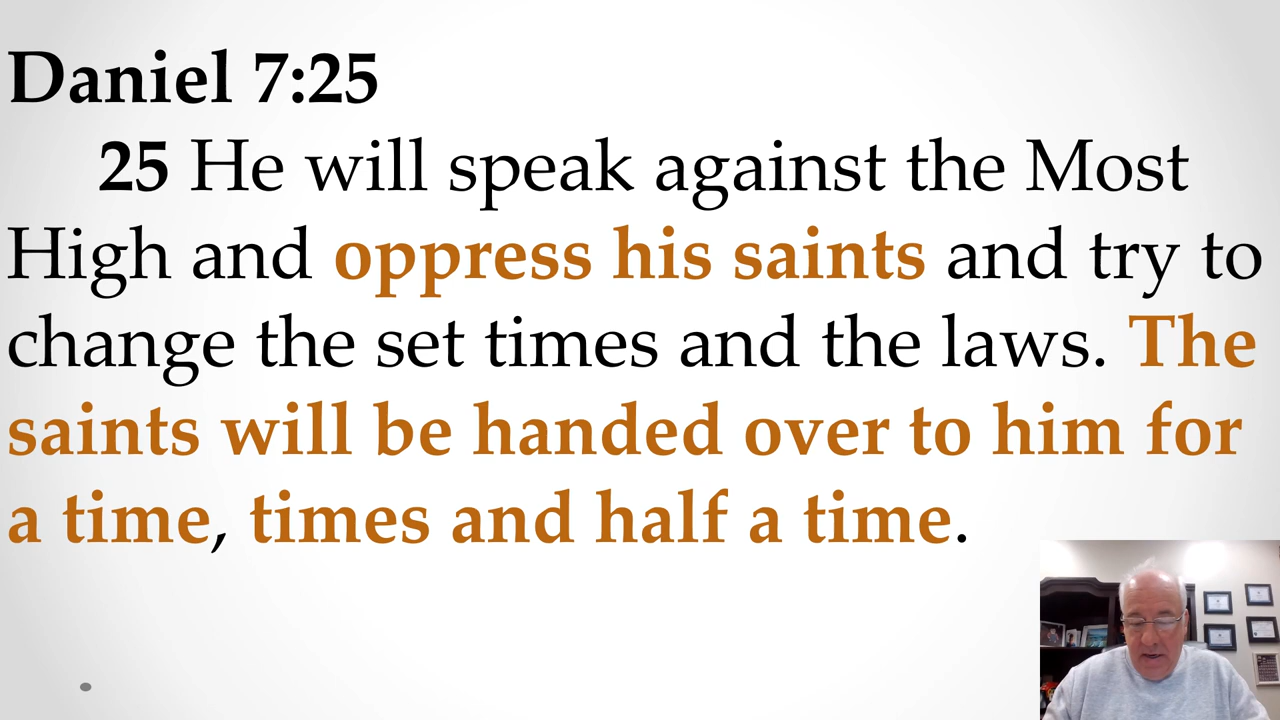 Daniel 7:25
25 He will speak against the Most
High and oppress his saints and try to
change the set times and the laws. The
saints will be handed over to him for
a time, times and half a time.